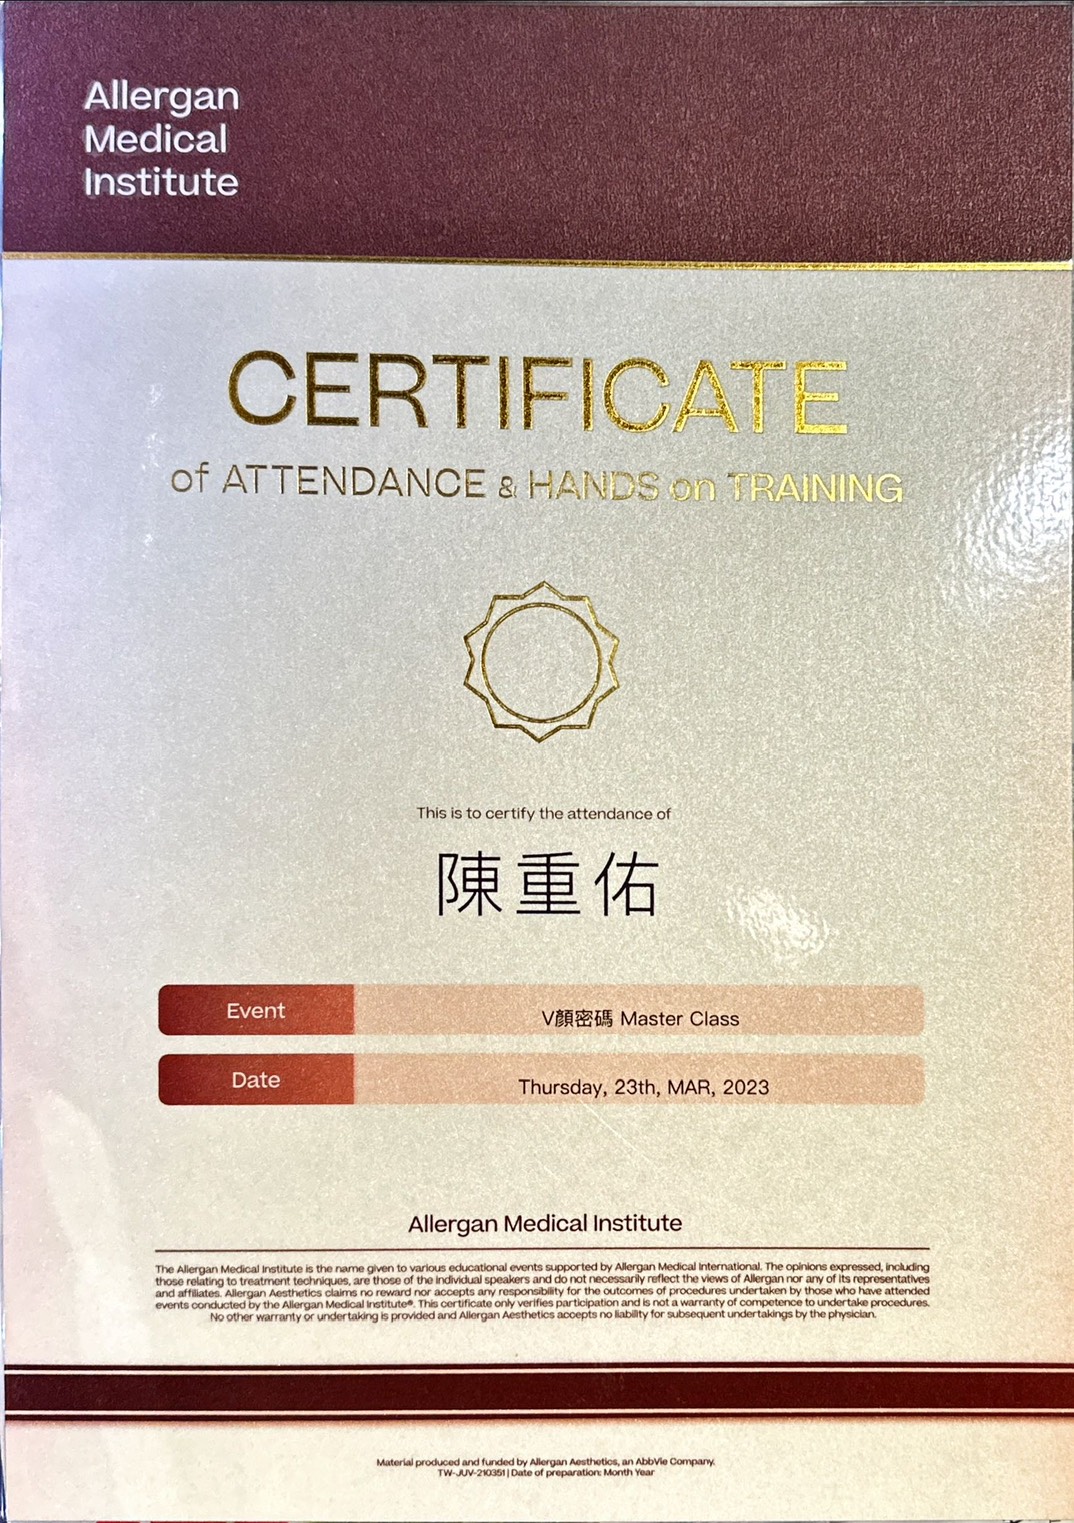 Allergan
Medical
Institute
CERTIFICATE
of ATTENDANCE & HANDS on TRAINING
This is to certify the attendance of
陳重佑
Event
V顏密碼 Master Class
Date
Thursday, 23th, MAR, 2023
Allergan Medical Institute
The Allergan Medical Institute is the name given to various educational events supported by Allergan Medical International. The opinions expressed, including
those relating to treatment techniques, are those of the individual speakers and do not necessarily reflect the views of Allergan nor any of its representatives
and affiliates. Allergan Aesthetics claims no reward nor accepts any responsibility for the outcomes of procedures undertaken by those who have attended
events conducted by the Allergan Medical Institute®. This certificate only verifies participation and is not a warranty of competence to undertake procedures.
No other warranty or undertaking is provided and Allergan Aesthetics accepts no liability for subsequent undertakings by the physician.
Material produced and funded by Allergan Aesthetics, an AbbVie Company.
TW-JUV-210351 | Date of preparation: Month Year